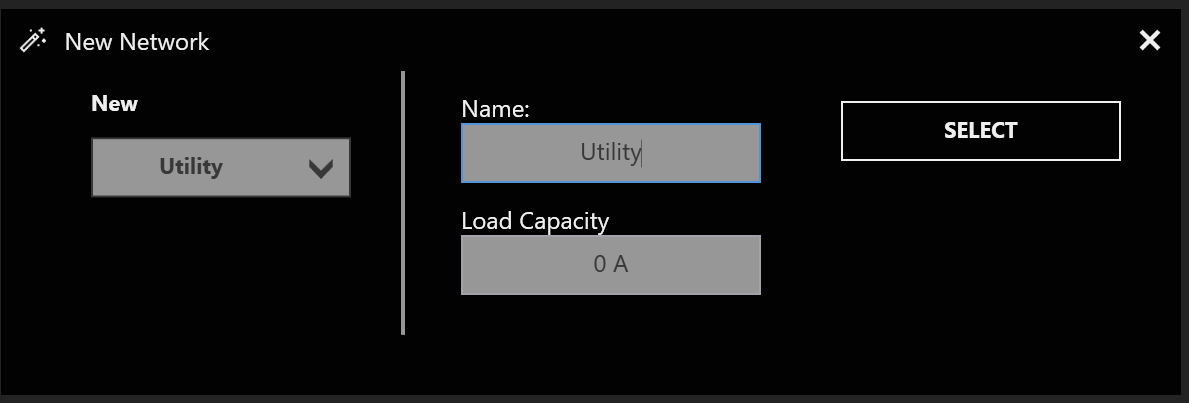 New Network
New
Utility
Name:
Utility
Load Capacity
0 A
SELECT